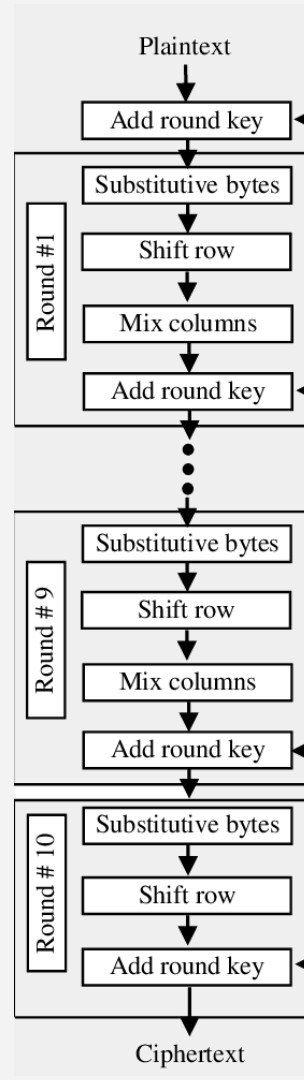 Plaintext
Add round key
Round #1
Substitutive bytes
Shift row
Mix columns
Add round key
Round # 9
Substitutive bytes
Shift row
Mix columns
Add round key
Round # 10
Substitutive bytes
Shift row
Add round key
Ciphertext